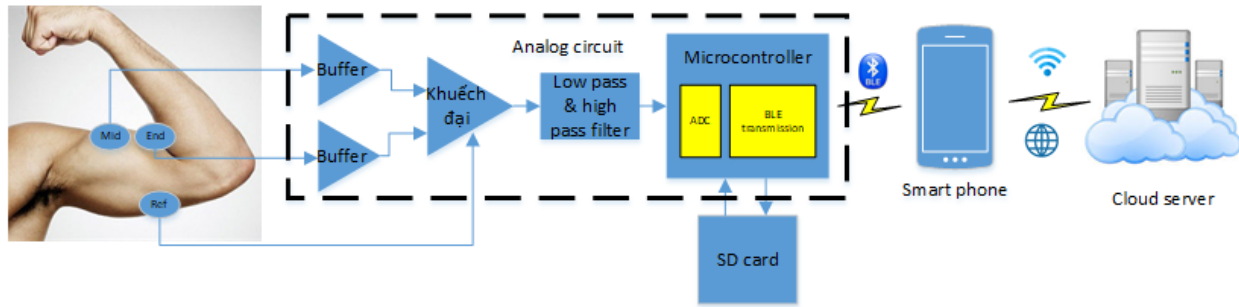 Mid
End
Ref
Buffer
Buffer
Khuếch
đại
Analog circuit
Low pass
& high
pass filter
Microcontroller
ADC
BLE
transmission
BLE
SD card
Smart phone
Cloud server